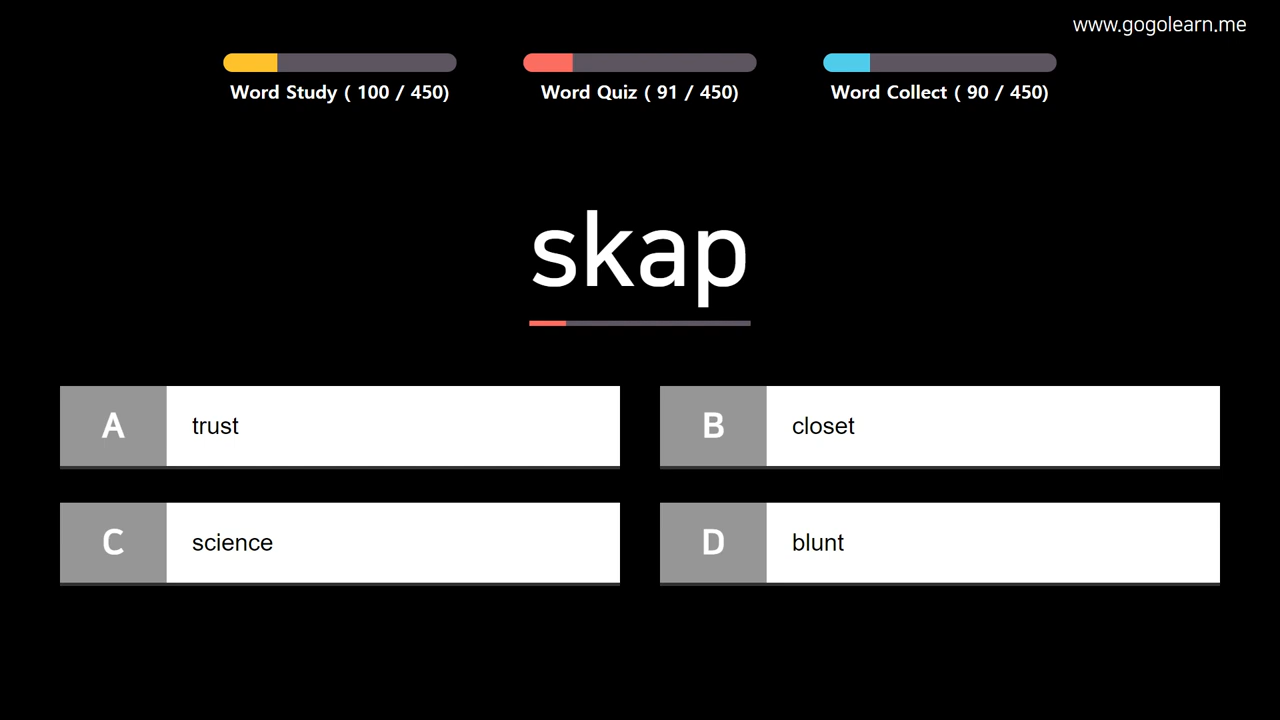 www.gogolearn.me
Word Study ( 100 / 450)
Word Quiz ( 91 / 450)
Word Collect ( 90 / 450)
skap
A trust
B closet
C science
D blunt